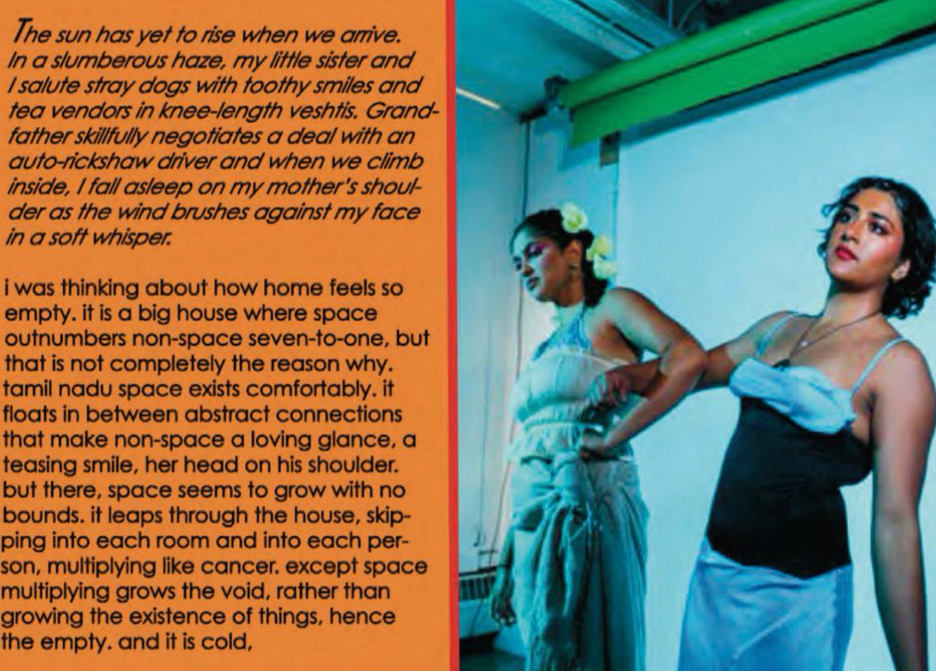 The sun has yet to rise when we arrive.
In a slumberous haze, my little sister and
I salute stray dogs with toothy smiles and
tea vendors in knee-length veshtis. Grand-
father skillfully negotiates a deal with an
auto-rickshaw driver and when we climb
inside, I fall asleep on my mother's shoul-
der as the wind brushes against my face
in a soft whisper.
i was thinking about how home feels so
empty. it is a big house where space
outnumbers non-space seven-to-one, but
that is not completely the reason why.
tamil nadu space exists comfortably. it
floats in between abstract connections
that make non-space a loving glance, a
teasing smile, her head on his shoulder.
but there, space seems to grow with no
bounds. it leaps through the house, skip-
ping into each room and into each per-
son, multiplying like cancer. except space
multiplying grows the void, rather than
growing the existence of things, hence
the empty. and it is cold,